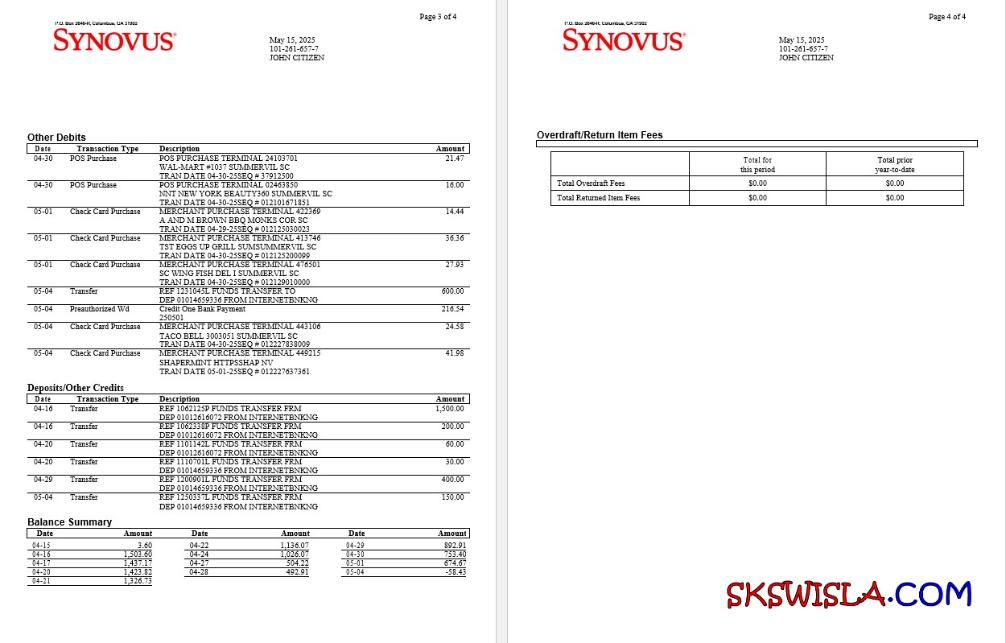 Page 3 of 4
P.O. Box 2646-H, Columbus, GA 31902
SYNOVUS
May 15, 2025
101-261-657-7
JOHN CITIZEN
Other Debits
Date Transaction Type Description Amount
04-30 POS Purchase POS PURCHASE TERMINAL 24103701 21.47
WAL-MART #1037 SUMMERVIL SC
TRAN DATE 04-30-25SEQ # 37912500
04-30 POS Purchase POS PURCHASE TERMINAL 02463850 16.00
NNT NEW YORK BEAUTY360 SUMMERVIL SC
TRAN DATE 04-30-25SEQ # 012101671851
05-01 Check Card Purchase MERCHANT PURCHASE TERMINAL 422369 14.44
A AND M BROWN BBQ MONKS COR SC
TRAN DATE 04-29-25SEQ # 012125030023
05-01 Check Card Purchase MERCHANT PURCHASE TERMINAL 413746 36.36
TST EGGS UP GRILL SUMSUMMERVIL SC
TRAN DATE 04-30-25SEQ # 012125200099
05-01 Check Card Purchase MERCHANT PURCHASE TERMINAL 476501 27.93
SC WING FISH DEL I SUMMERVIL SC
TRAN DATE 04-30-25SEQ # 012129010000
05-04 Transfer REF 1231045L FUNDS TRANSFER TO 600.00
DEP 01014659336 FROM INTERNETBNKNG
05-04 Preauthorized Wd Credit One Bank Payment 216.54
250501
05-04 Check Card Purchase MERCHANT PURCHASE TERMINAL 443106 24.58
TACO BELL 3003051 SUMMERVIL SC
TRAN DATE 04-30-25SEQ # 012227838009
05-04 Check Card Purchase MERCHANT PURCHASE TERMINAL 449215 41.98
SHAPERMINT HTTPSSHAP NV
TRAN DATE 05-01-25SEQ # 012227637361
Deposits/Other Credits
Date Transaction Type Description Amount
04-16 Transfer REF 1062125P FUNDS TRANSFER FRM 1,500.00
DEP 01012616072 FROM INTERNETBNKNG
04-16 Transfer REF 1062338P FUNDS TRANSFER FRM 200.00
DEP 01012616072 FROM INTERNETBNKNG
04-20 Transfer REF 1101142L FUNDS TRANSFER FRM 60.00
DEP 01012616072 FROM INTERNETBNKNG
04-20 Transfer REF 1110701L FUNDS TRANSFER FRM 30.00
DEP 01014659336 FROM INTERNETBNKNG
04-29 Transfer REF 1200901L FUNDS TRANSFER FRM 400.00
DEP 01014659336 FROM INTERNETBNKNG
05-04 Transfer REF 1250337L FUNDS TRANSFER FRM 150.00
DEP 01014659336 FROM INTERNETBNKNG
Balance Summary
Date Amount Date Amount Date Amount
04-15 3.60 04-22 1,136.07 04-29 892.91
04-16 1,503.60 04-24 1,026.07 04-30 753.40
04-17 1,437.17 04-27 504.22 05-01 674.67
04-20 1,423.82 04-28 492.91 05-04 -58.43
04-21 1,326.73
Page 4 of 4
P.O. Box 2646-H, Columbus, GA 31902
SYNOVUS
May 15, 2025
101-261-657-7
JOHN CITIZEN
Overdraft/Return Item Fees
Total for Total prior
this period year-to-date
Total Overdraft Fees $0.00 $0.00
Total Returned Item Fees $0.00 $0.00
SKSWISLA.COM